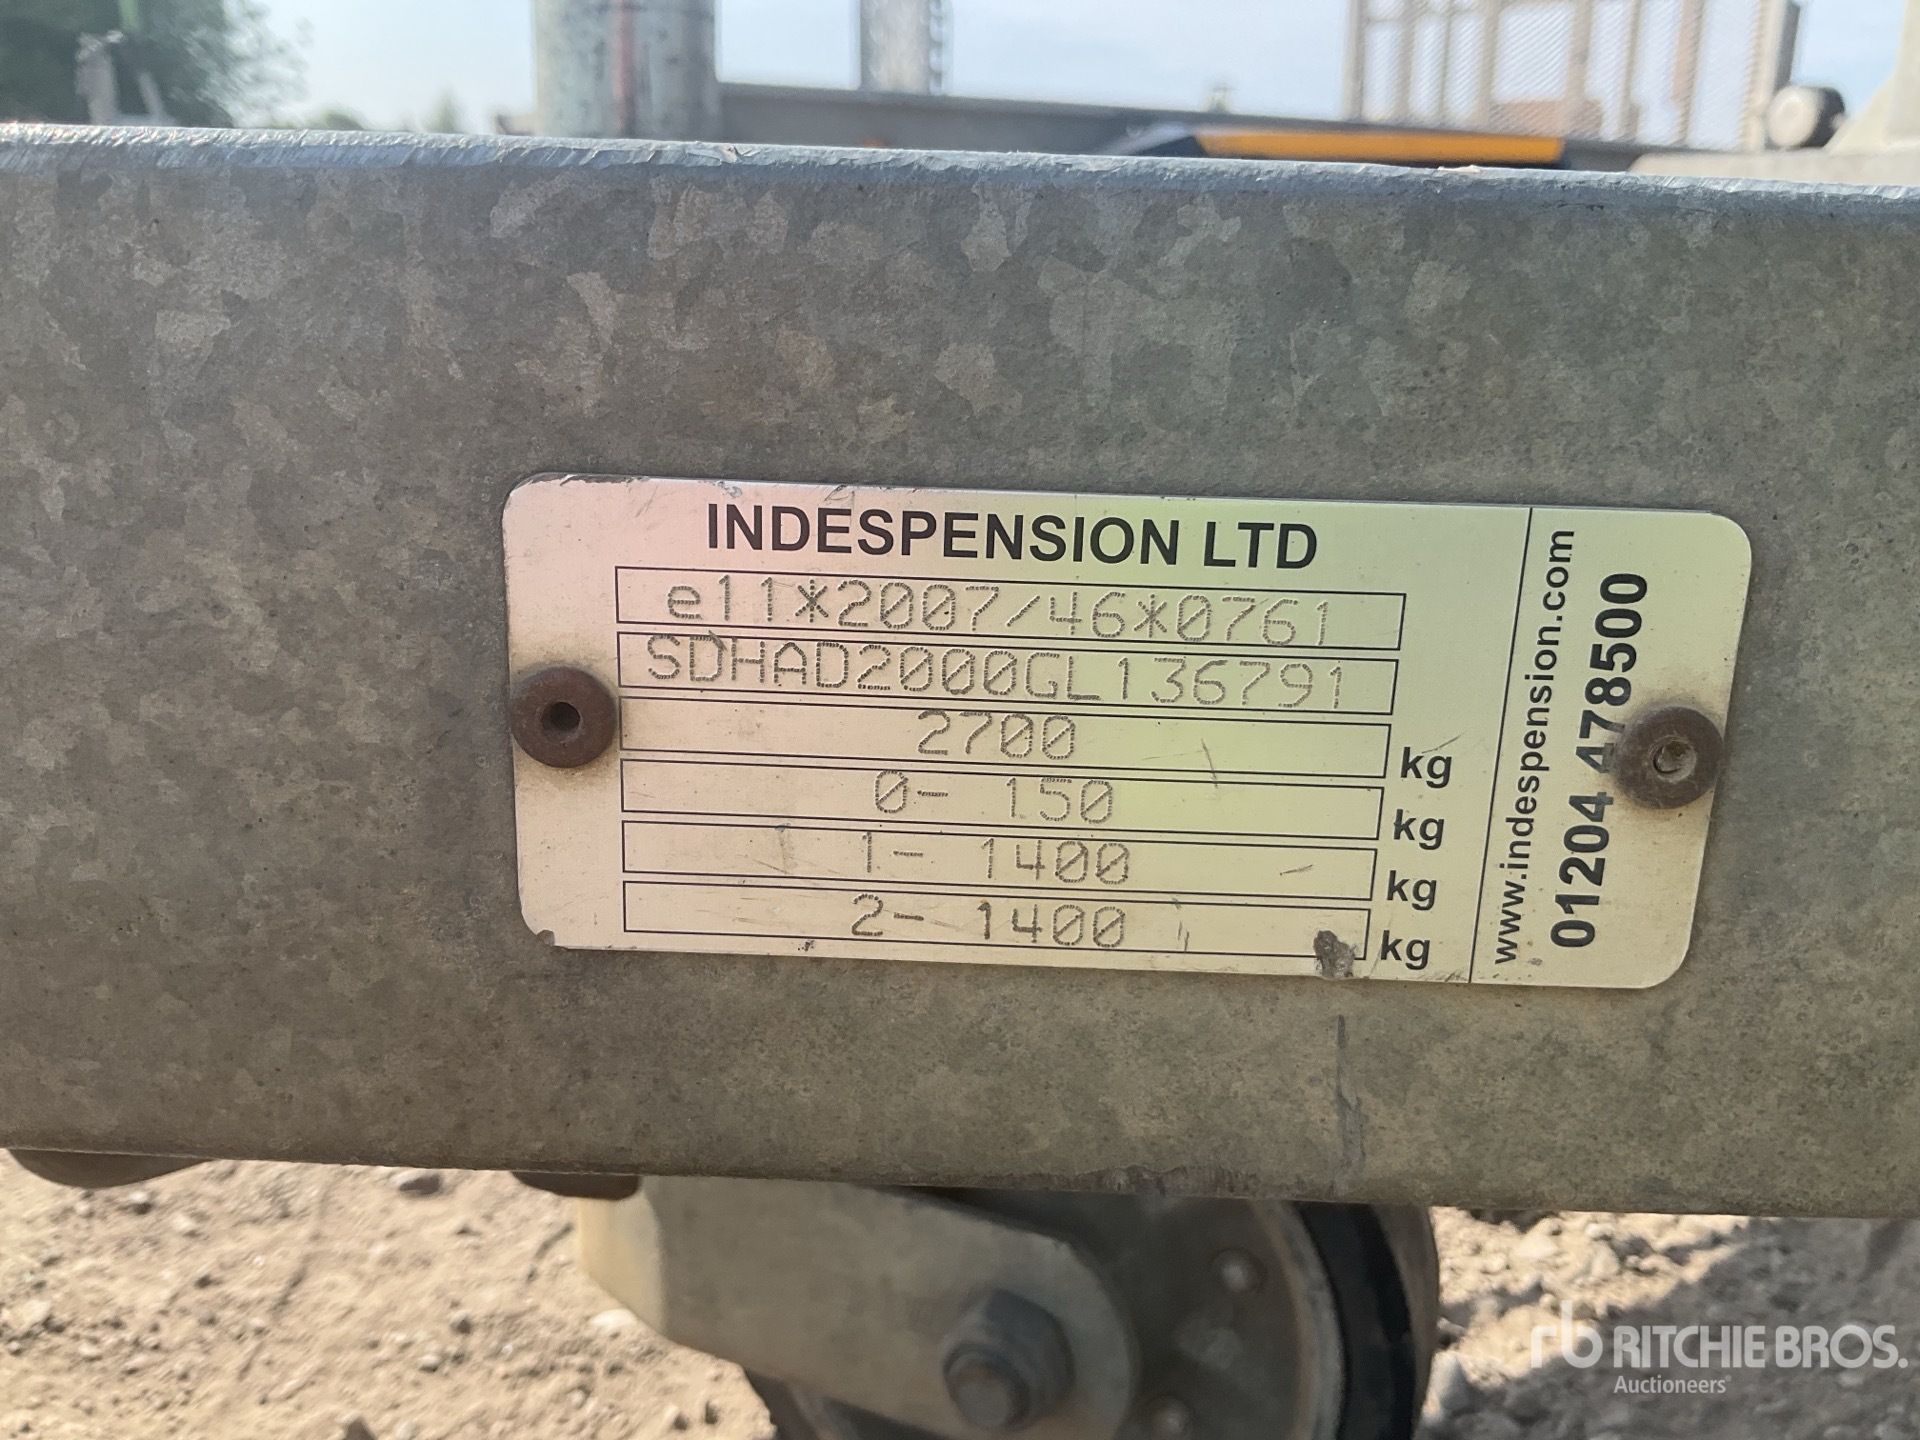 INDESPENSION LTD
e11*2007/46*0761
SDHAD2000GL136791
2700 kg
0- 150 kg
1- 1400 kg
2- 1400 kg
www.indespension.com
01204 478500
rb RITCHIE BROS.
Auctioneers